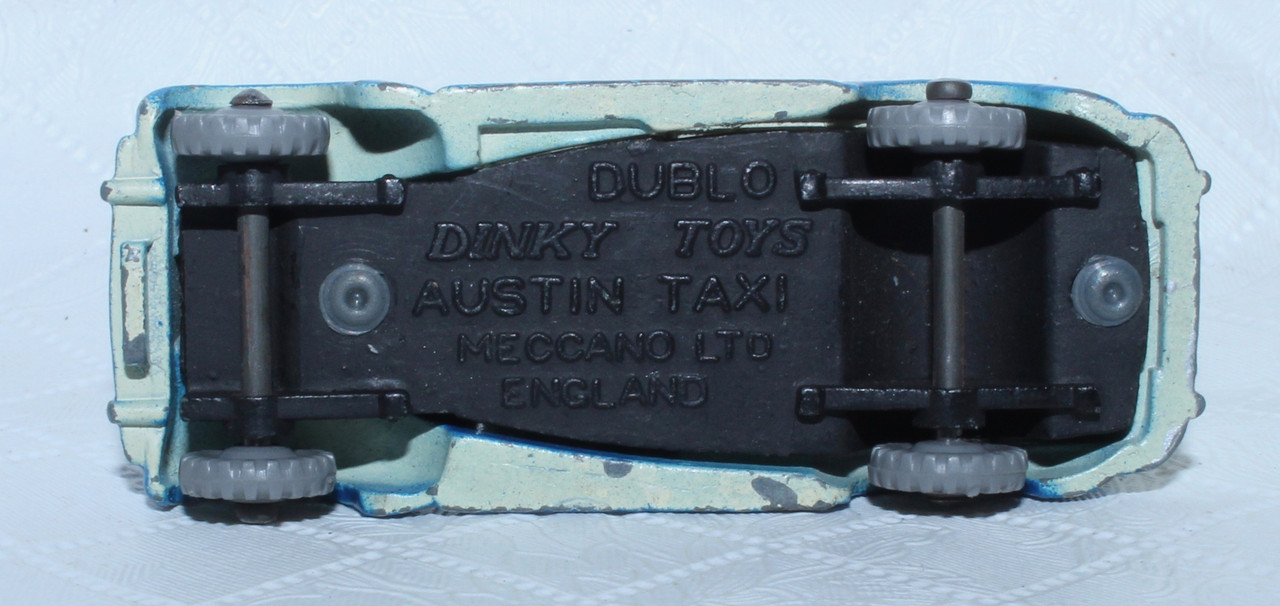 DUBLO
DINKY TOYS
AUSTIN TAXI
MECCANO LTD
ENGLAND